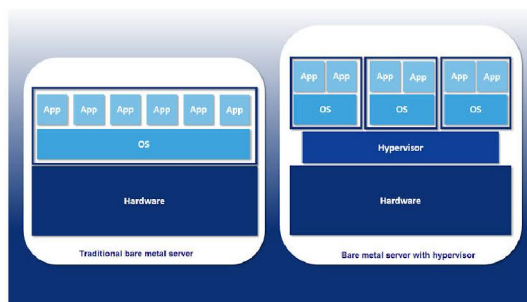 App App App App App App
OS
Hardware
Traditional bare metal server
App App App App App App
OS OS OS
Hypervisor
Hardware
Bare metal server with hypervisor